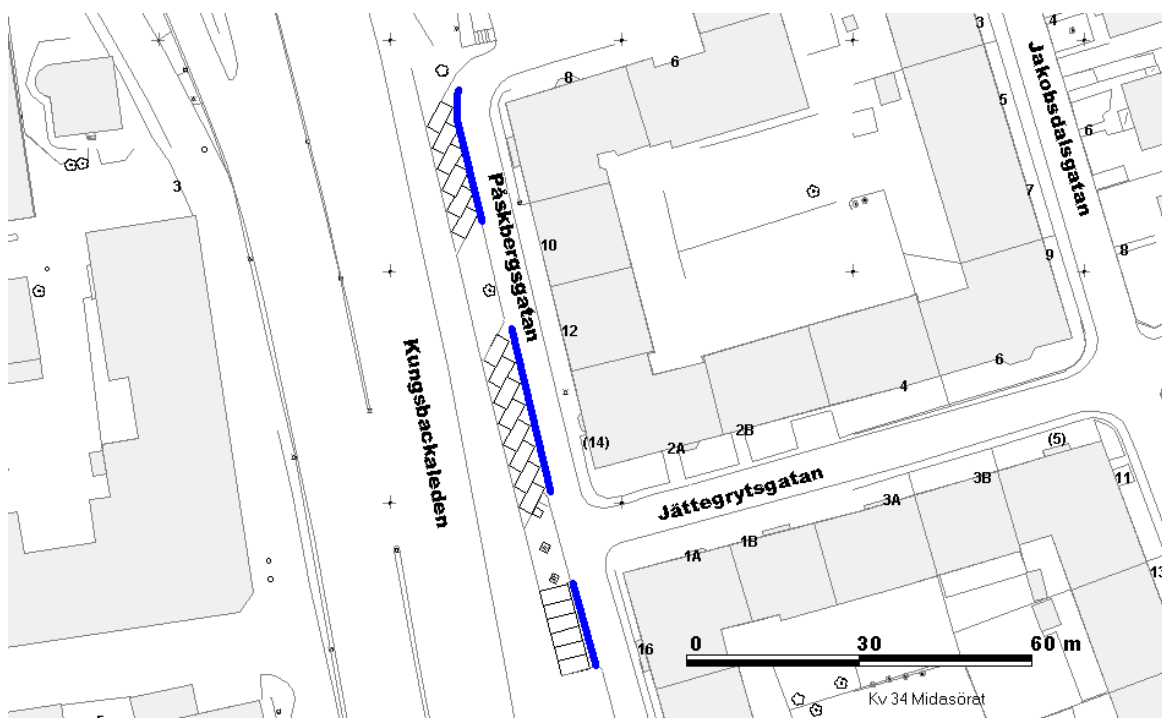 3
4
Jakobsdalsgatan
8
6
5
6
3
Påskbergsgatan
7
10
9
8
12
Kungsbackaleden
6
4
2B
(14)
2A
(5)
3B
11
Jättegrytsgatan
3A
1B
1A
13
16
0 30 60 m
Kv 34 Midasörat